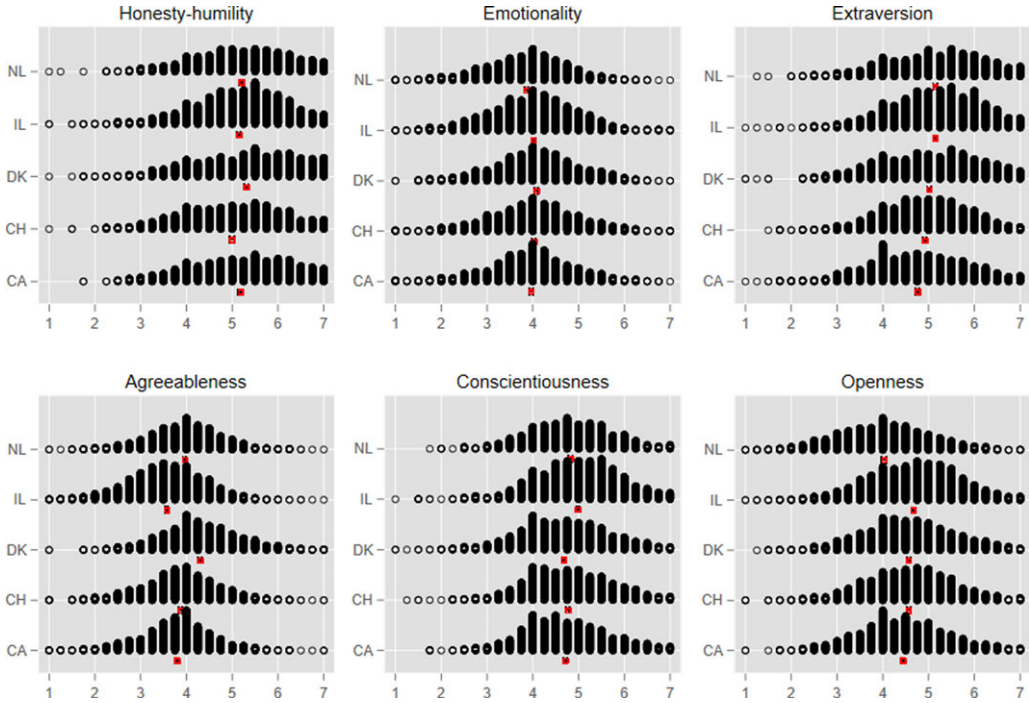 Honesty-humility
Emotionality
Extraversion
NL
IL
DK
CH
CA
NL
IL
DK
CH
CA
NL
IL
DK
CH
CA
1 2 3 4 5 6 7
1 2 3 4 5 6 7
1 2 3 4 5 6 7
Agreeableness
Conscientiousness
Openness
NL
IL
DK
CH
CA
NL
IL
DK
CH
CA
NL
IL
DK
CH
CA
1 2 3 4 5 6 7
1 2 3 4 5 6 7
1 2 3 4 5 6 7